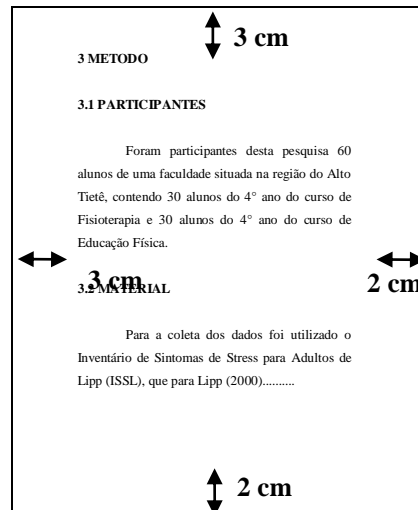 3 cm
3 METODO
3.1 PARTICIPANTES
Foram participantes desta pesquisa 60
alunos de uma faculdade situada na região do Alto
Tietê, contendo 30 alunos do 4° ano do curso de
Fisioterapia e 30 alunos do 4° ano do curso de
Educação Física.
3 cm
2 cm
3.2 MATERIAL
Para a coleta dos dados foi utilizado o
Inventário de Sintomas de Stress para Adultos de
Lipp (ISSL), que para Lipp (2000)..........
2 cm